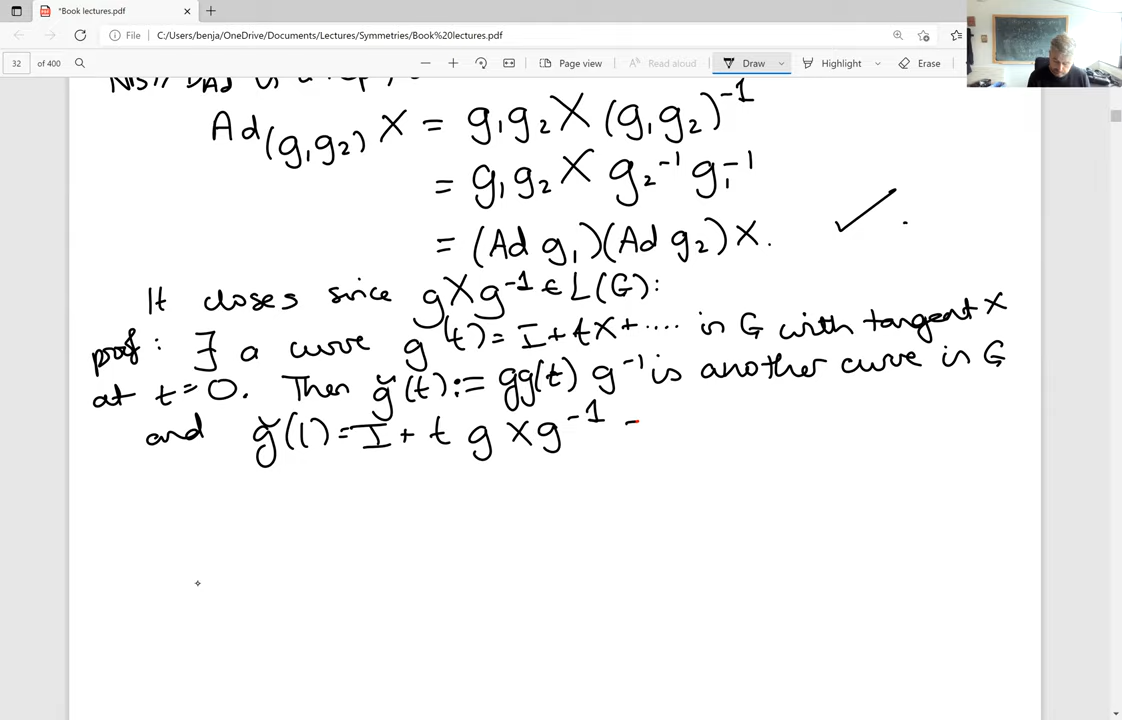 *Book lectures.pdf
File C:/Users/benja/OneDrive/Documents/Lectures/Symmetries/Book%20lectures.pdf
32 of 400 Page view Read aloud Draw Highlight Erase
Ad(g₁g₂) X = g₁g₂X (g₁g₂)⁻¹
= g₁g₂X g₂⁻¹ g₁⁻¹
= (Ad g₁)(Ad g₂)X. ✓.
It closes since gXg⁻¹ ∈ L(G):
proof: ∃ a curve g(t) = I + tX + .... in G with tangent X
at t = 0. Then g̃(t) := gg(t) g⁻¹ is another curve in G
and g̃(t) = I + t gXg⁻¹ -